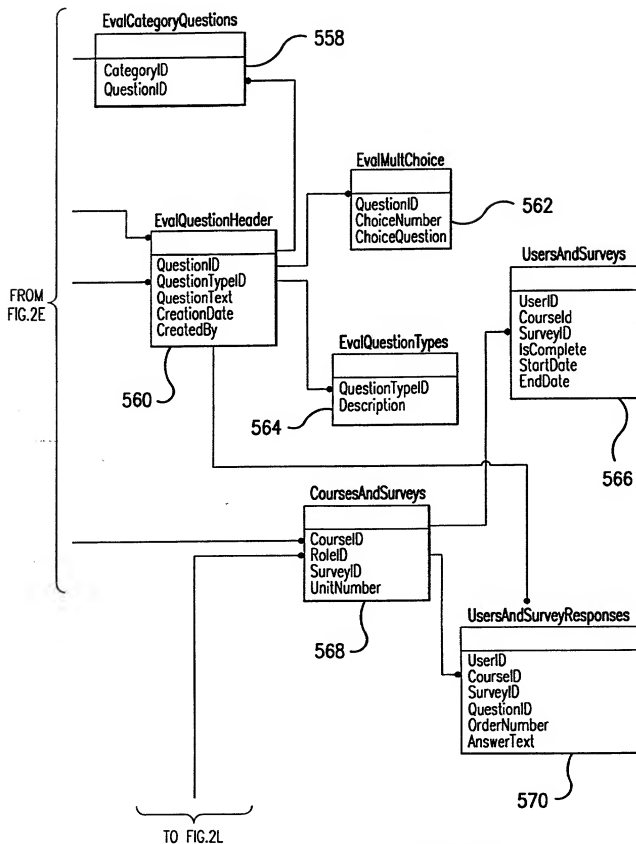 EvalCategoryQuestions
558
CategoryID
QuestionID
EvalMultChoice
QuestionID
ChoiceNumber
ChoiceQuestion
562
EvalQuestionHeader
QuestionID
QuestionTypeID
QuestionText
CreationDate
CreatedBy
560
FROM
FIG.2E
UsersAndSurveys
UserID
CourseId
SurveyID
IsComplete
StartDate
EndDate
566
EvalQuestionTypes
QuestionTypeID
Description
564
CoursesAndSurveys
CourseID
RoleID
SurveyID
UnitNumber
568
UsersAndSurveyResponses
UserID
CourseID
SurveyID
QuestionID
OrderNumber
AnswerText
570
TO FIG.2L